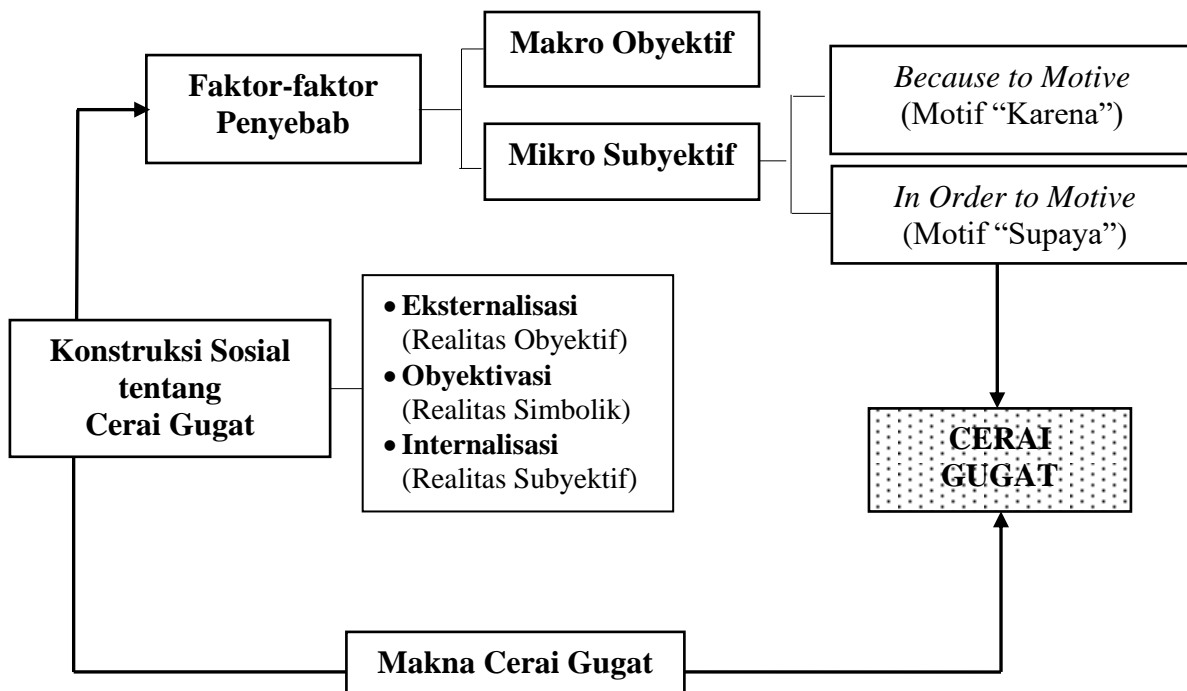 Makro Obyektif
Faktor-faktor
Penyebab
Mikro Subyektif
Because to Motive
(Motif “Karena”)
In Order to Motive
(Motif “Supaya”)
Konstruksi Sosial
tentang
Cerai Gugat
• Eksternalisasi
(Realitas Obyektif)
• Obyektivasi
(Realitas Simbolik)
• Internalisasi
(Realitas Subyektif)
CERAI
GUGAT
Makna Cerai Gugat